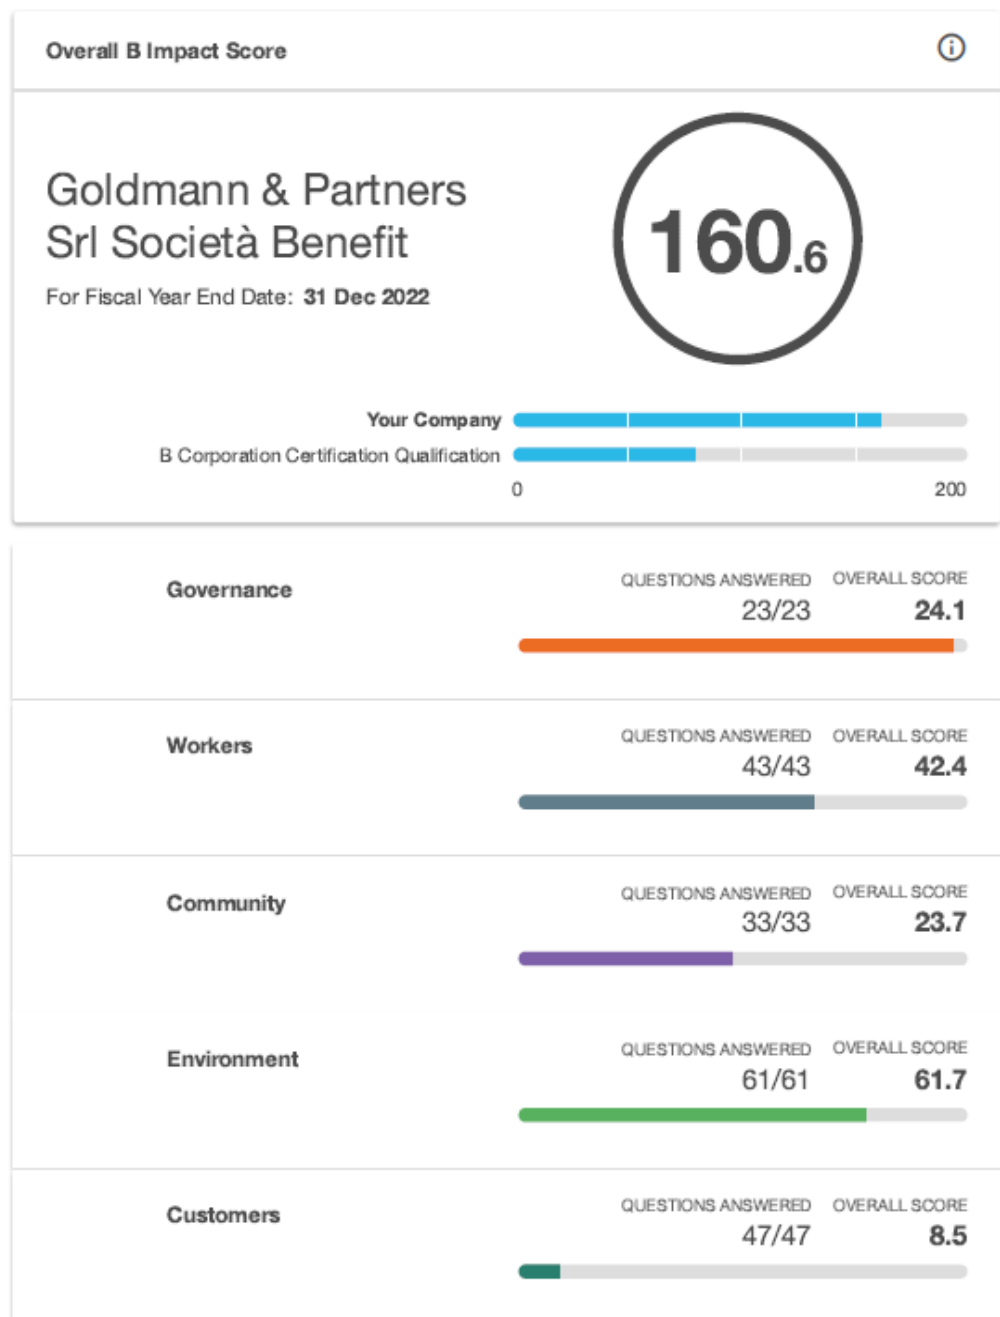 Overall B Impact Score
Goldmann & Partners
Srl Società Benefit
For Fiscal Year End Date: 31 Dec 2022
160.6
Your Company
B Corporation Certification Qualification
0 200
Governance
QUESTIONS ANSWERED OVERALL SCORE
23/23 24.1
Workers
QUESTIONS ANSWERED OVERALL SCORE
43/43 42.4
Community
QUESTIONS ANSWERED OVERALL SCORE
33/33 23.7
Environment
QUESTIONS ANSWERED OVERALL SCORE
61/61 61.7
Customers
QUESTIONS ANSWERED OVERALL SCORE
47/47 8.5